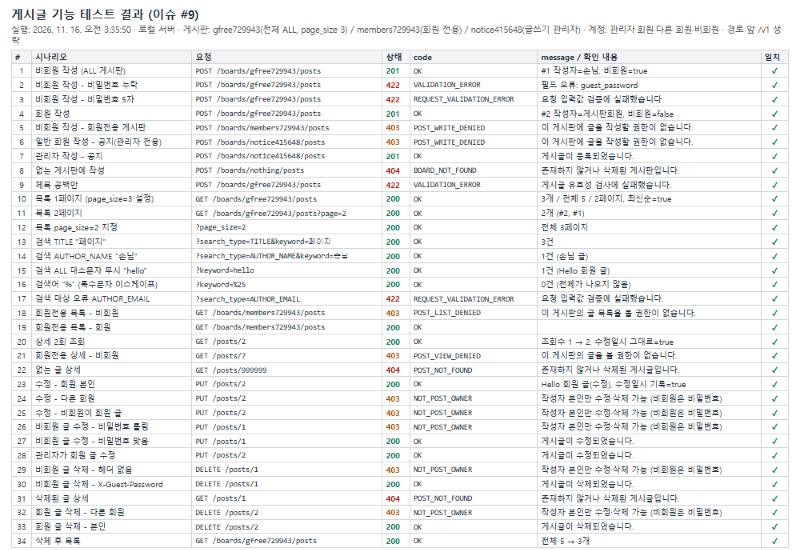 게시글 기능 테스트 결과 (이슈 #9)
실행: 2026. 11. 16. 오전 3:35:50 · 로컬 서버 · 게시판: gfree729943(전체 ALL, page_size 3) / members729943(회원 전용) / notice415648(글쓰기 관리자) · 계정: 관리자·회원·다른 회원·비회원 · 경로 앞 /v1 생
략
# 시나리오 요청 상태 code message / 확인 내용 일치
1 비회원 작성 (ALL 게시판) POST /boards/gfree729943/posts 201 OK #1 작성자=손님, 비회원=true ✓
2 비회원 작성 - 비밀번호 누락 POST /boards/gfree729943/posts 422 VALIDATION_ERROR 필드 오류: guest_password ✓
3 비회원 작성 - 비밀번호 5자 POST /boards/gfree729943/posts 422 REQUEST_VALIDATION_ERROR 요청 입력값 검증에 실패했습니다. ✓
4 회원 작성 POST /boards/gfree729943/posts 201 OK #2 작성자=게시판회원, 비회원=false ✓
5 비회원 작성 - 회원전용 게시판 POST /boards/members729943/posts 403 POST_WRITE_DENIED 이 게시판에 글을 작성할 권한이 없습니다. ✓
6 일반 회원 작성 - 공지(관리자 전용) POST /boards/notice415648/posts 403 POST_WRITE_DENIED 이 게시판에 글을 작성할 권한이 없습니다. ✓
7 관리자 작성 - 공지 POST /boards/notice415648/posts 201 OK 게시글이 등록되었습니다. ✓
8 없는 게시판에 작성 POST /boards/nothing/posts 404 BOARD_NOT_FOUND 존재하지 않거나 삭제된 게시판입니다. ✓
9 제목 공백만 POST /boards/gfree729943/posts 422 VALIDATION_ERROR 게시글 유효성 검사에 실패했습니다. ✓
10 목록 1페이지 (page_size=3 설정) GET /boards/gfree729943/posts 200 OK 3개 / 전체 5 / 2페이지, 최신순=true ✓
11 목록 2페이지 GET /boards/gfree729943/posts?page=2 200 OK 2개 (#2, #1) ✓
12 목록 page_size=2 지정 ?page_size=2 200 OK 전체 3페이지 ✓
13 검색 TITLE "페이지" ?search_type=TITLE&keyword=페이지 200 OK 3건 ✓
14 검색 AUTHOR_NAME "손님" ?search_type=AUTHOR_NAME&keyword=손님 200 OK 1건 (손님 글) ✓
15 검색 ALL 대소문자 무시 "hello" ?keyword=hello 200 OK 1건 (Hello 회원 글) ✓
16 검색어 "%" (특수문자 이스케이프) ?keyword=%25 200 OK 0건 (전체가 나오지 않음) ✓
17 검색 대상 오류 AUTHOR_EMAIL ?search_type=AUTHOR_EMAIL 422 REQUEST_VALIDATION_ERROR 요청 입력값 검증에 실패했습니다. ✓
18 회원전용 목록 - 비회원 GET /boards/members729943/posts 403 POST_LIST_DENIED 이 게시판의 글 목록을 볼 권한이 없습니다. ✓
19 회원전용 목록 - 회원 GET /boards/members729943/posts 200 OK ✓
20 상세 2회 조회 GET /posts/2 200 OK 조회수 1 → 2, 수정일시 그대로=true ✓
21 회원전용 상세 - 비회원 GET /posts/7 403 POST_VIEW_DENIED 이 게시판의 글을 볼 권한이 없습니다. ✓
22 없는 글 상세 GET /posts/999999 404 POST_NOT_FOUND 존재하지 않거나 삭제된 게시글입니다. ✓
23 수정 - 회원 본인 PUT /posts/2 200 OK Hello 회원 글(수정), 수정일시 기록=true ✓
24 수정 - 다른 회원 PUT /posts/2 403 NOT_POST_OWNER 작성자 본인만 수정·삭제 가능 (비회원은 비밀번호) ✓
25 수정 - 비회원이 회원 글 PUT /posts/2 403 NOT_POST_OWNER 작성자 본인만 수정·삭제 가능 (비회원은 비밀번호) ✓
26 비회원 글 수정 - 비밀번호 틀림 PUT /posts/1 403 NOT_POST_OWNER 작성자 본인만 수정·삭제 가능 (비회원은 비밀번호) ✓
27 비회원 글 수정 - 비밀번호 맞음 PUT /posts/1 200 OK 게시글이 수정되었습니다. ✓
28 관리자가 회원 글 수정 PUT /posts/2 200 OK 게시글이 수정되었습니다. ✓
29 비회원 글 삭제 - 헤더 없음 DELETE /posts/1 403 NOT_POST_OWNER 작성자 본인만 수정·삭제 가능 (비회원은 비밀번호) ✓
30 비회원 글 삭제 - X-Guest-Password DELETE /posts/1 200 OK 게시글이 삭제되었습니다. ✓
31 삭제된 글 상세 GET /posts/1 404 POST_NOT_FOUND 존재하지 않거나 삭제된 게시글입니다. ✓
32 회원 글 삭제 - 다른 회원 DELETE /posts/2 403 NOT_POST_OWNER 작성자 본인만 수정·삭제 가능 (비회원은 비밀번호) ✓
33 회원 글 삭제 - 본인 DELETE /posts/2 200 OK 게시글이 삭제되었습니다. ✓
34 삭제 후 목록 GET /boards/gfree729943/posts 200 OK 전체 5 → 3개 ✓